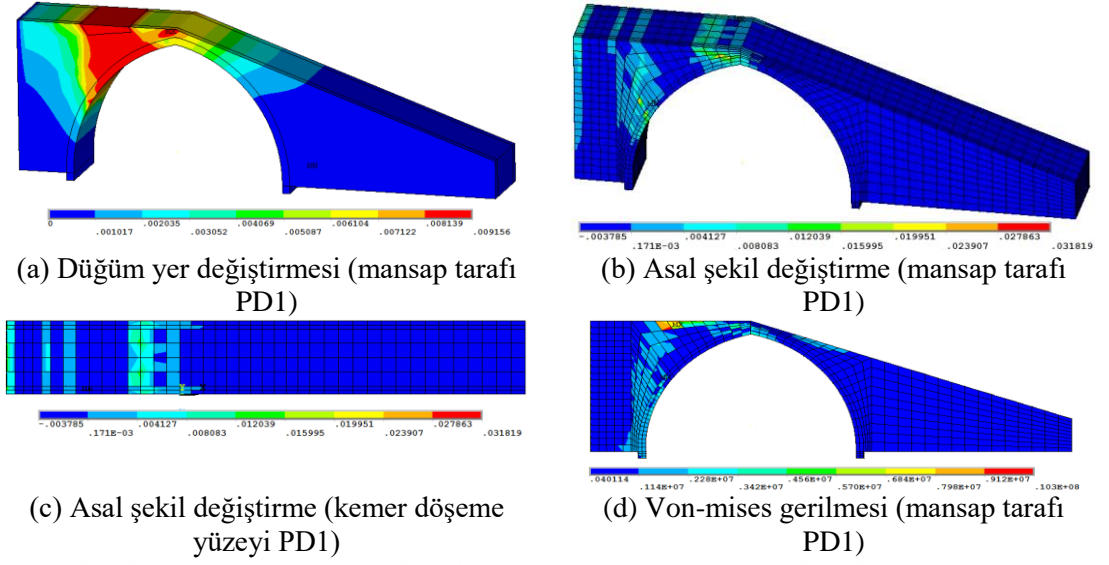 0 .002035 .004069 .006104 .008139
.001017 .003052 .005087 .007122 .009156
-.003785 .004127 .012039 .019951 .027863
.171E-03 .008083 .015995 .023907 .031819
(a) Düğüm yer değiştirmesi (mansap tarafı
PD1)
(b) Asal şekil değiştirme (mansap tarafı
PD1)
-.003785 .004127 .012039 .019951 .027863
.171E-03 .008083 .015995 .023907 .031819
.040114 .228E+07 .456E+07 .684E+07 .912E+07
.114E+07 .342E+07 .570E+07 .798E+07 .103E+08
(c) Asal şekil değiştirme (kemer döşeme
yüzeyi PD1)
(d) Von-mises gerilmesi (mansap tarafı
PD1)